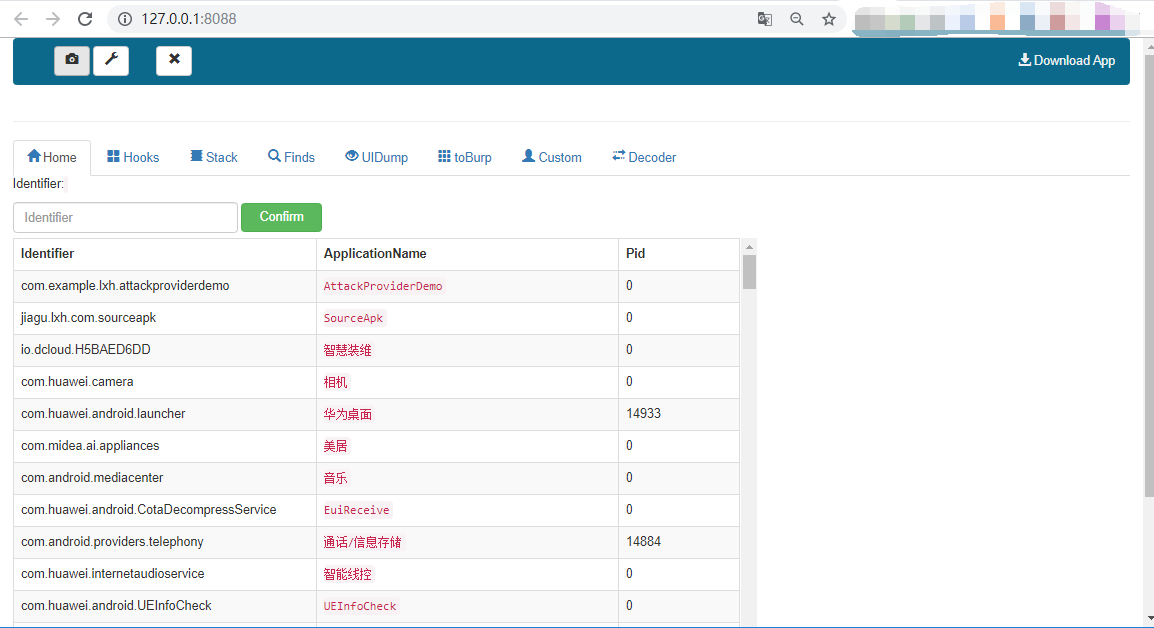 127.0.0.1:8088
Download App
Home Hooks Stack Finds UIDump toBurp Custom Decoder
Identifier:
Identifier Confirm
Identifier ApplicationName Pid
com.example.lxh.attackproviderdemo AttackProviderDemo 0
jiagu.lxh.com.sourceapk SourceApk 0
io.dcloud.H5BAED6DD 智慧装维 0
com.huawei.camera 相机 0
com.huawei.android.launcher 华为桌面 14933
com.midea.ai.appliances 美居 0
com.android.mediacenter 音乐 0
com.huawei.android.CotaDecompressService EuiReceive 0
com.android.providers.telephony 通话/信息存储 14884
com.huawei.internetaudioservice 智能线控 0
com.huawei.android.UEInfoCheck UEInfoCheck 0